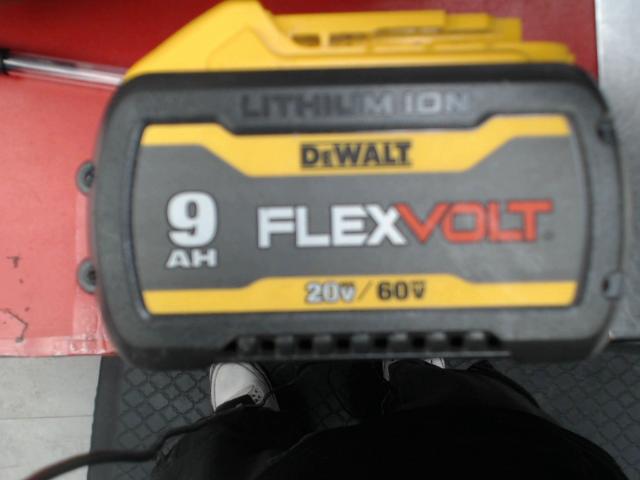 LITHIUM ION
DEWALT
9
AH
FLEXVOLT
20V / 60V